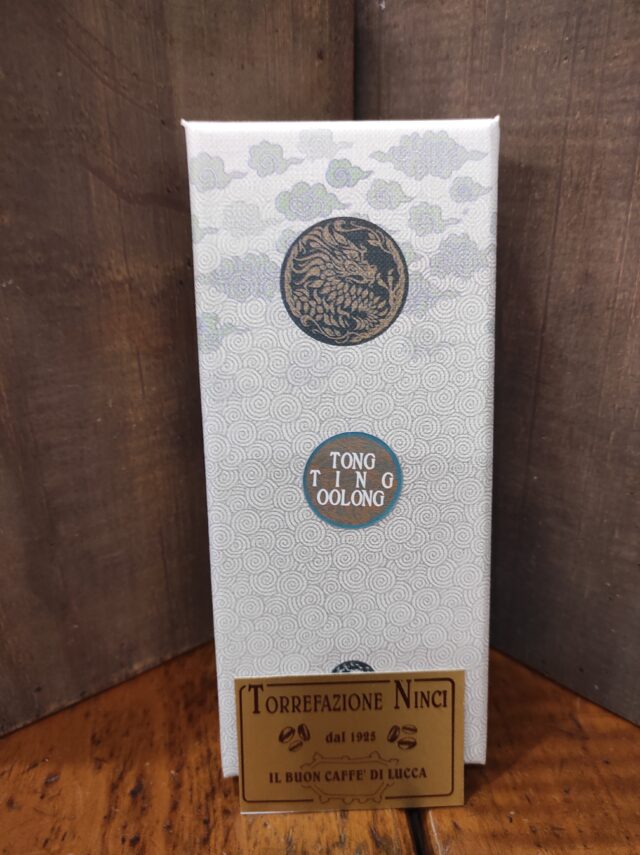 TONG
TING
OOLONG
TORREFAZIONE NINCI
dal 1925
IL BUON CAFFE' DI LUCCA